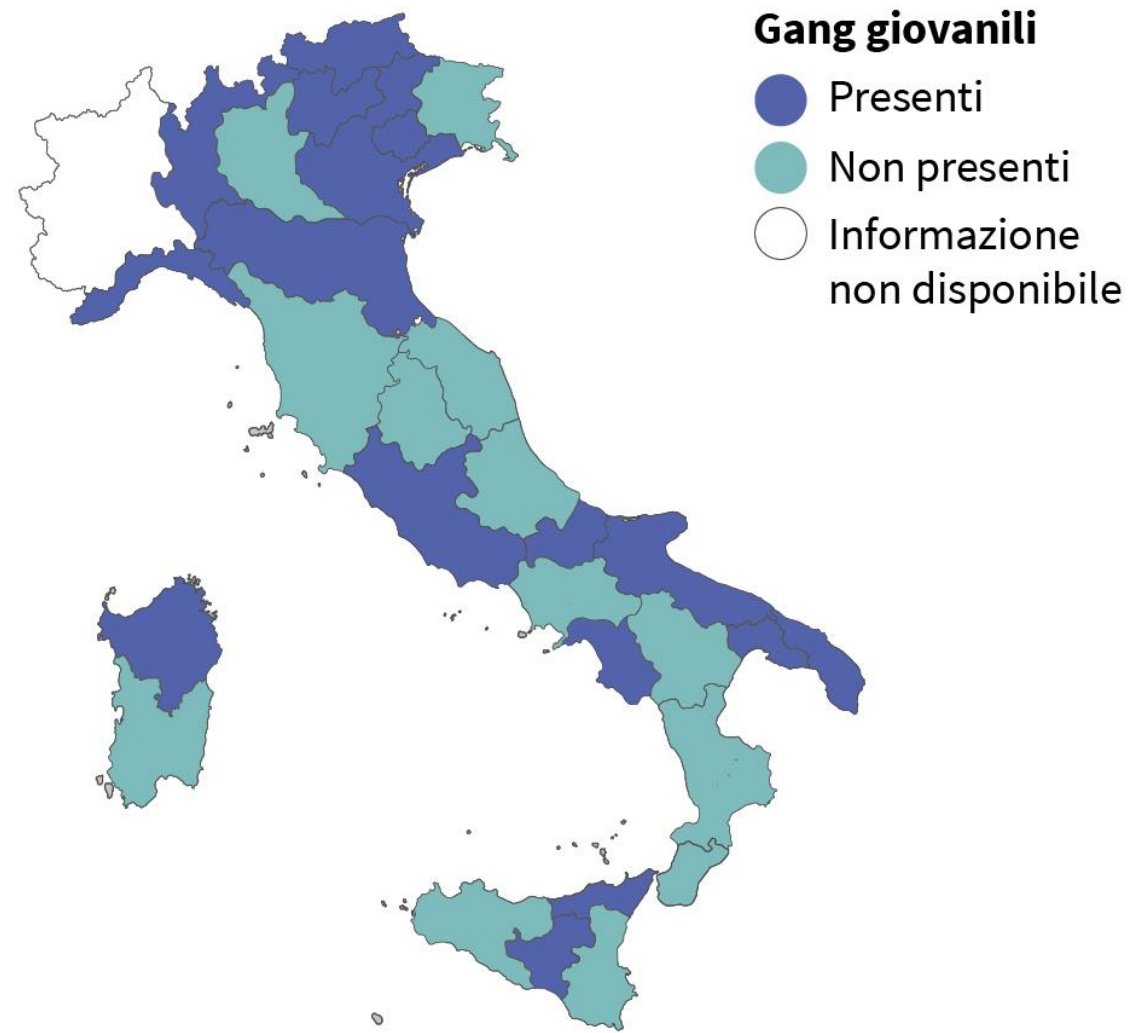 Gang giovanili
Presenti
Non presenti
Informazione
non disponibile